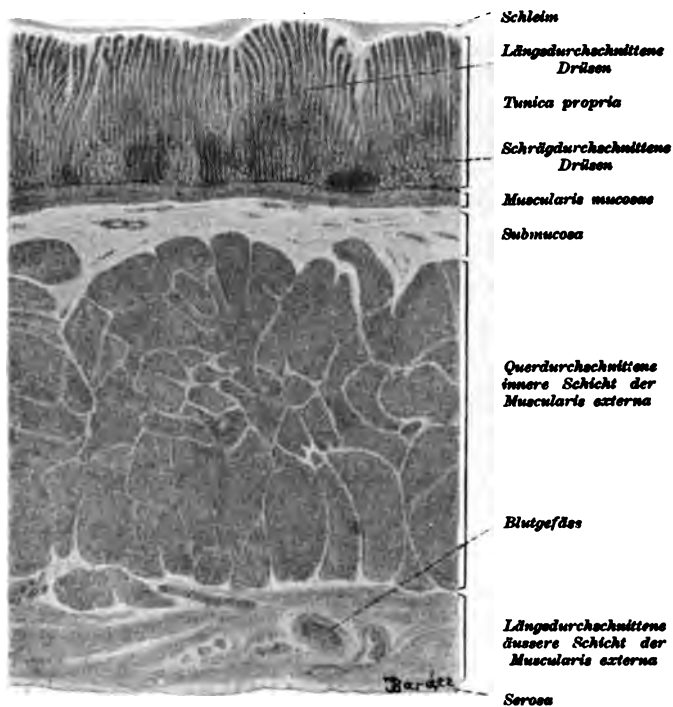 Schleim
Längsdurchschnittene
Drüsen
Tunica propria
Schrägdurchschnittene
Drüsen
Muscularis mucosae
Submucosa
Querdurchschnittene
innere Schicht der
Muscularis externa
Blutgefäss
Längsdurchschnittene
äussere Schicht der
Muscularis externa
Serosa